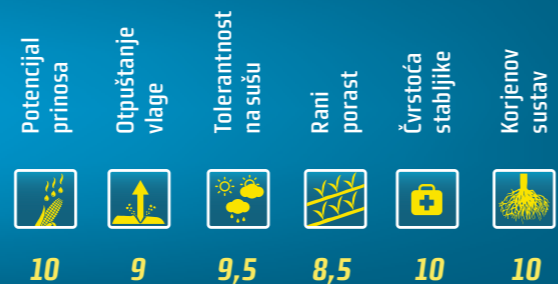 Potencijal
prinosa
Otpuštanje
vlage
Tolerantnost
na sušu
Rani
porast
Čvrstoća
stabljike
Korjenov
sustav
10
9
9,5
8,5
10
10